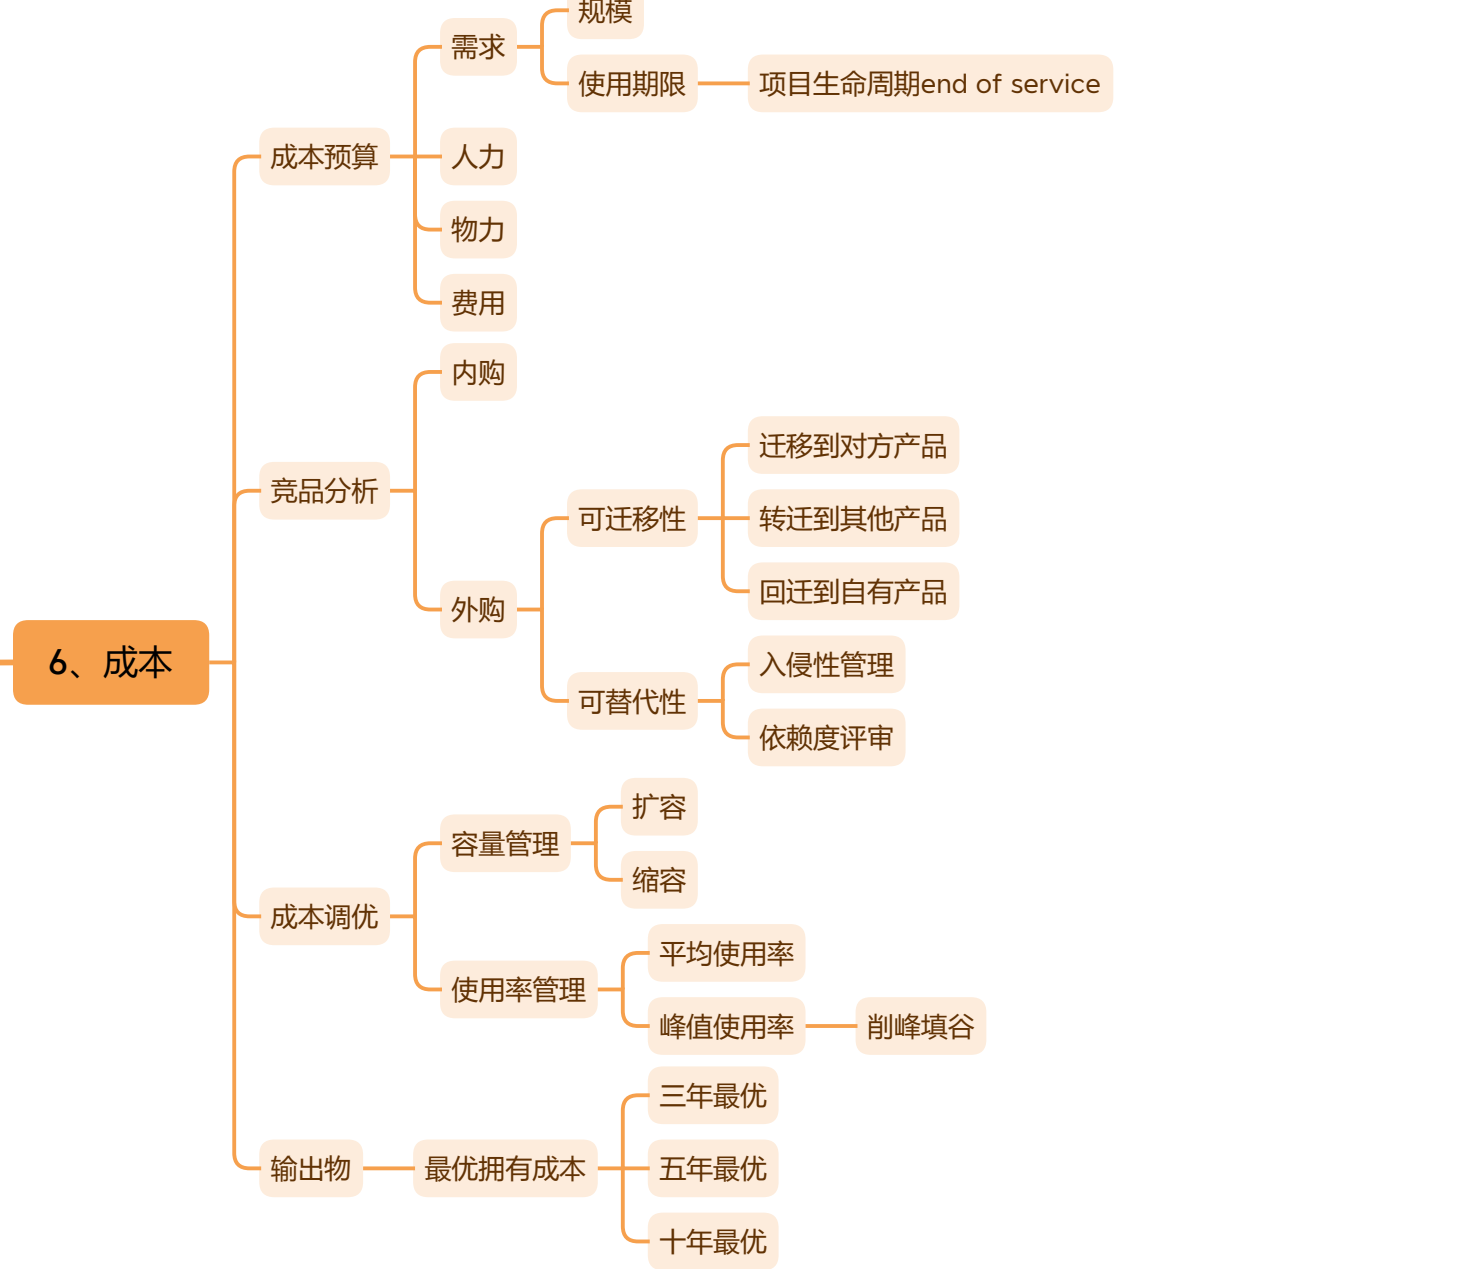 6、成本
成本预算
需求
规模
使用期限
项目生命周期end of service
人力
物力
费用
竞品分析
内购
外购
可迁移性
迁移到对方产品
转迁到其他产品
回迁到自有产品
可替代性
入侵性管理
依赖度评审
成本调优
容量管理
扩容
缩容
使用率管理
平均使用率
峰值使用率
削峰填谷
输出物
最优拥有成本
三年最优
五年最优
十年最优